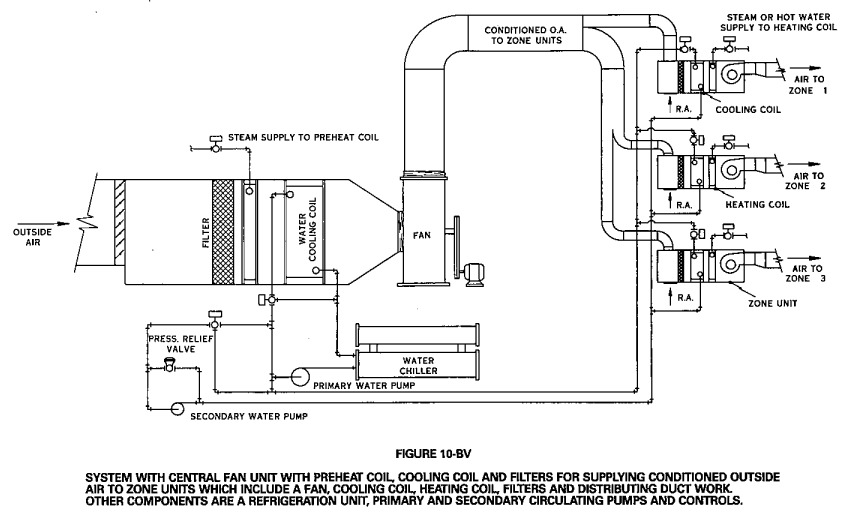 CONDITIONED O.A.
TO ZONE UNITS
STEAM OR HOT WATER
SUPPLY TO HEATING COIL
AIR TO
ZONE 1
R.A.
COOLING COIL
STEAM SUPPLY TO PREHEAT COIL
AIR TO
ZONE 2
R.A.
HEATING COIL
OUTSIDE
AIR
FILTER
WATER
COOLING COIL
FAN
AIR TO
ZONE 3
R.A.
ZONE UNIT
PRESS. RELIEF
VALVE
WATER
CHILLER
PRIMARY WATER PUMP
SECONDARY WATER PUMP
FIGURE 10-BV
SYSTEM WITH CENTRAL FAN UNIT WITH PREHEAT COIL, COOLING COIL AND FILTERS FOR SUPPLYING CONDITIONED OUTSIDE
AIR TO ZONE UNITS WHICH INCLUDE A FAN, COOLING COIL, HEATING COIL, FILTERS AND DISTRIBUTING DUCT WORK.
OTHER COMPONENTS ARE A REFRIGERATION UNIT, PRIMARY AND SECONDARY CIRCULATING PUMPS AND CONTROLS.